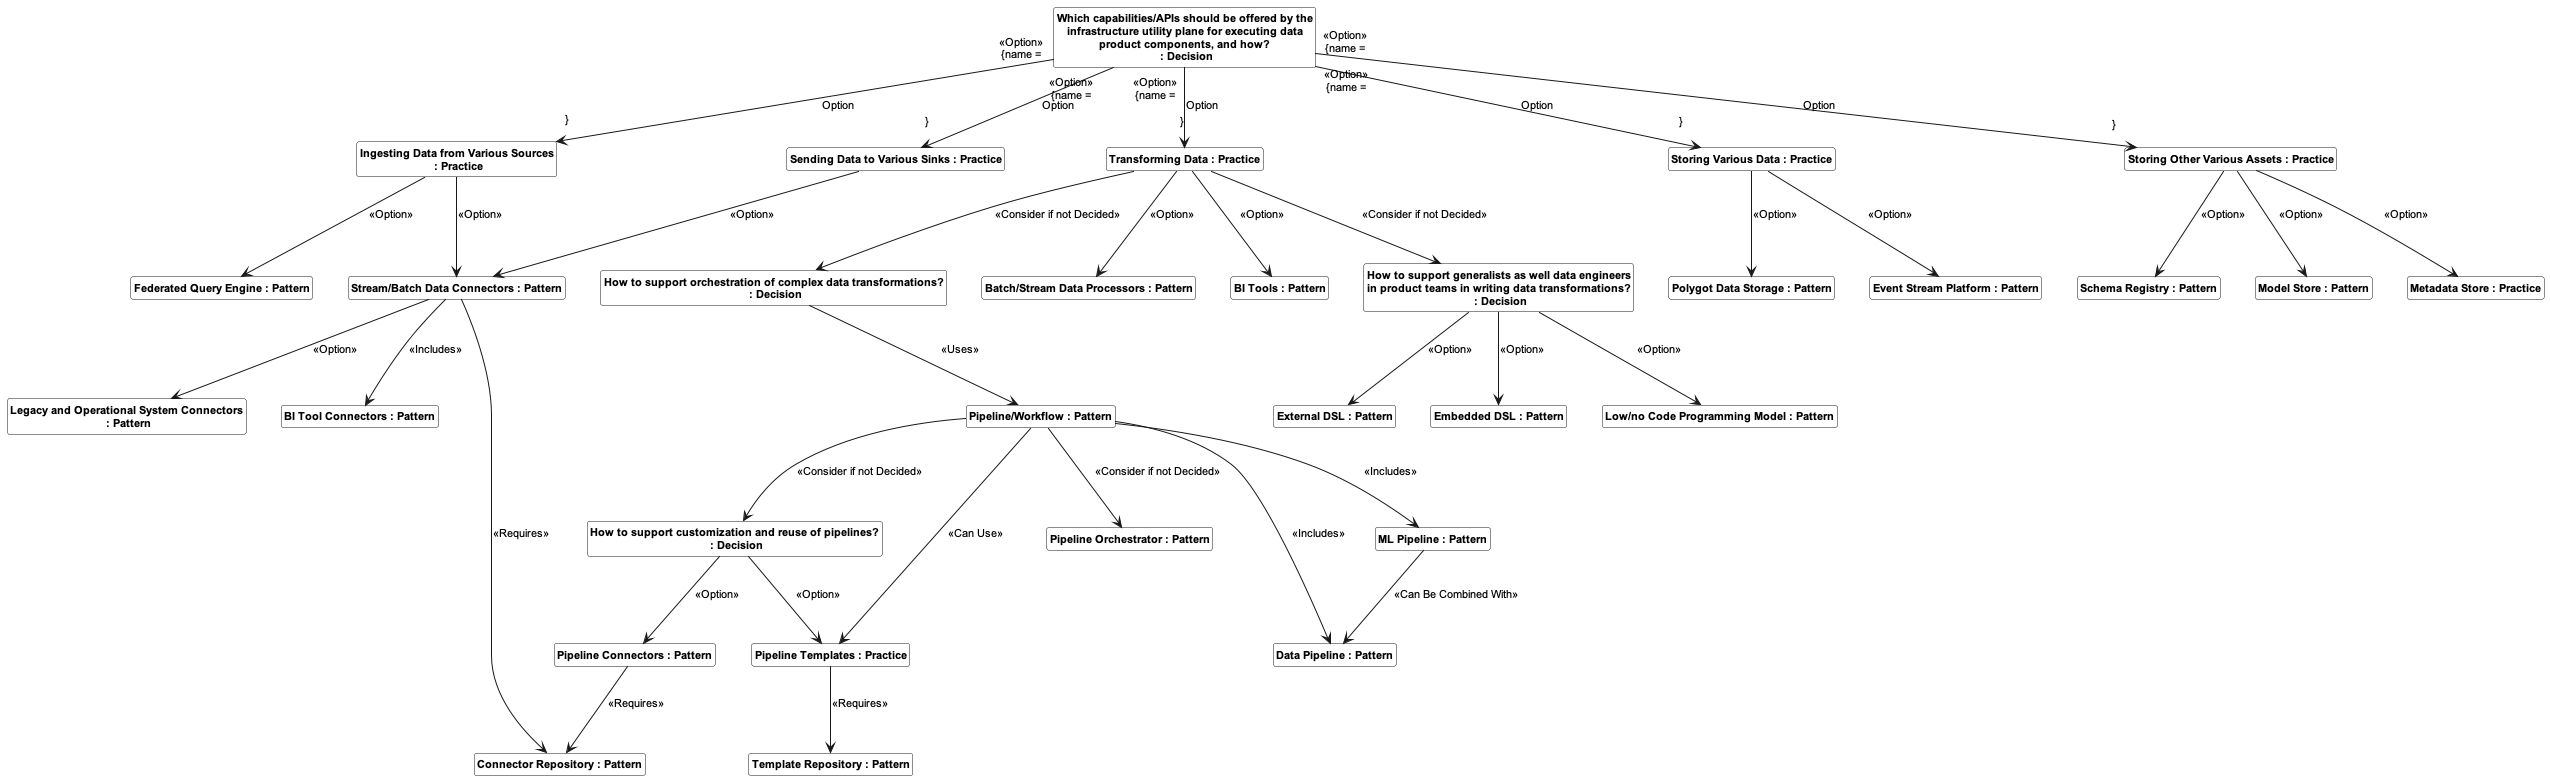 Which capabilities/APIs should be offered by the
infrastructure utility plane for executing data
product components, and how?
: Decision
«Option»
{name =
«Option»
{name =
«Option»
{name =
«Option»
{name =
«Option»
{name =
Option
Option
Option
Option
Option
}
}
}
}
}
Ingesting Data from Various Sources
: Practice
Sending Data to Various Sinks : Practice
Transforming Data : Practice
Storing Various Data : Practice
Storing Other Various Assets : Practice
«Option»
«Option»
«Option»
«Consider if not Decided»
«Option»
«Option»
«Consider if not Decided»
«Option»
«Option»
«Option»
«Option»
«Option»
Federated Query Engine : Pattern
Stream/Batch Data Connectors : Pattern
How to support orchestration of complex data transformations?
: Decision
Batch/Stream Data Processors : Pattern
BI Tools : Pattern
How to support generalists as well data engineers
in product teams in writing data transformations?
: Decision
Polygot Data Storage : Pattern
Event Stream Platform : Pattern
Schema Registry : Pattern
Model Store : Pattern
Metadata Store : Practice
«Option»
«Includes»
«Uses»
«Option»
«Option»
«Option»
Legacy and Operational System Connectors
: Pattern
BI Tool Connectors : Pattern
Pipeline/Workflow : Pattern
External DSL : Pattern
Embedded DSL : Pattern
Low/no Code Programming Model : Pattern
«Consider if not Decided»
«Consider if not Decided»
«Includes»
«Requires»
How to support customization and reuse of pipelines?
: Decision
«Can Use»
Pipeline Orchestrator : Pattern
«Includes»
ML Pipeline : Pattern
«Option»
«Option»
«Can Be Combined With»
Pipeline Connectors : Pattern
Pipeline Templates : Practice
Data Pipeline : Pattern
«Requires»
«Requires»
Connector Repository : Pattern
Template Repository : Pattern